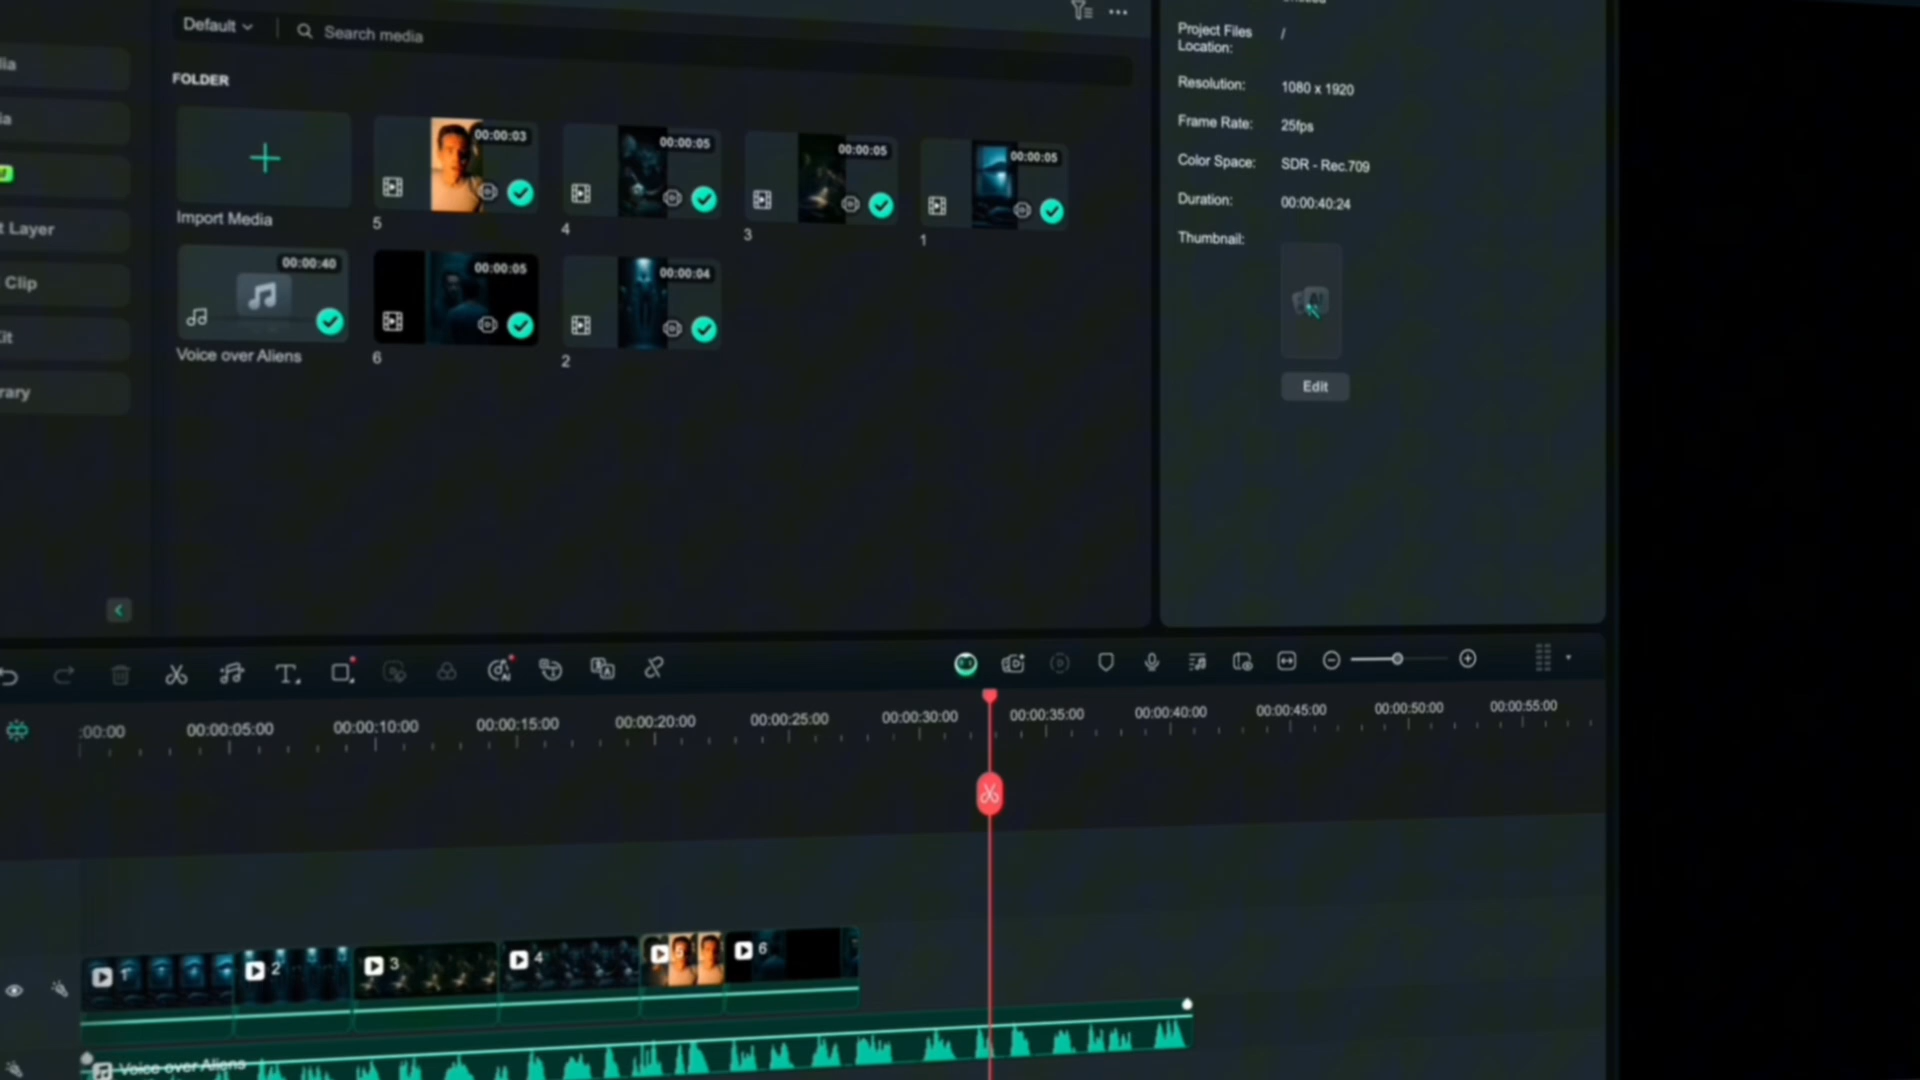 Default
Search media
FOLDER
Import Media
00:00:03
5
00:00:05
4
00:00:05
3
00:00:05
1
00:00:40
Voice over Aliens
00:00:05
6
00:00:04
2
t Layer
Clip
Project Files Location: /
Resolution: 1080 x 1920
Frame Rate: 25fps
Color Space: SDR - Rec.709
Duration: 00:00:40:24
Thumbnail:
Edit
:00:00 00:00:05:00 00:00:10:00 00:00:15:00 00:00:20:00 00:00:25:00 00:00:30:00 00:00:35:00 00:00:40:00 00:00:45:00 00:00:50:00 00:00:55:00
1 2 3 4 5 6
Voice over Aliens